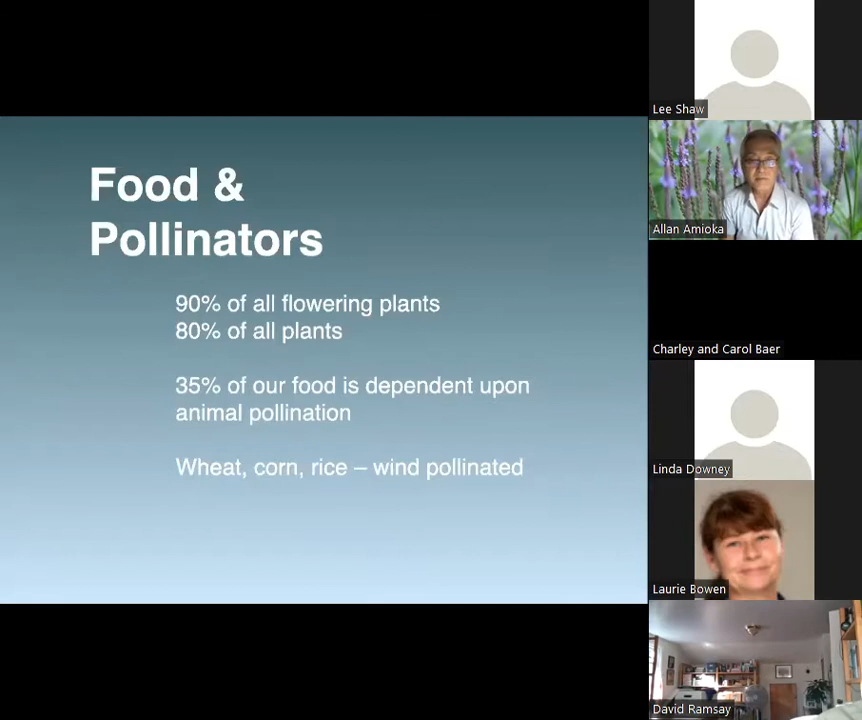 Food &
Pollinators
90% of all flowering plants
80% of all plants
35% of our food is dependent upon
animal pollination
Wheat, corn, rice – wind pollinated
Lee Shaw
Allan Amioka
Charley and Carol Baer
Linda Downey
Laurie Bowen
David Ramsay